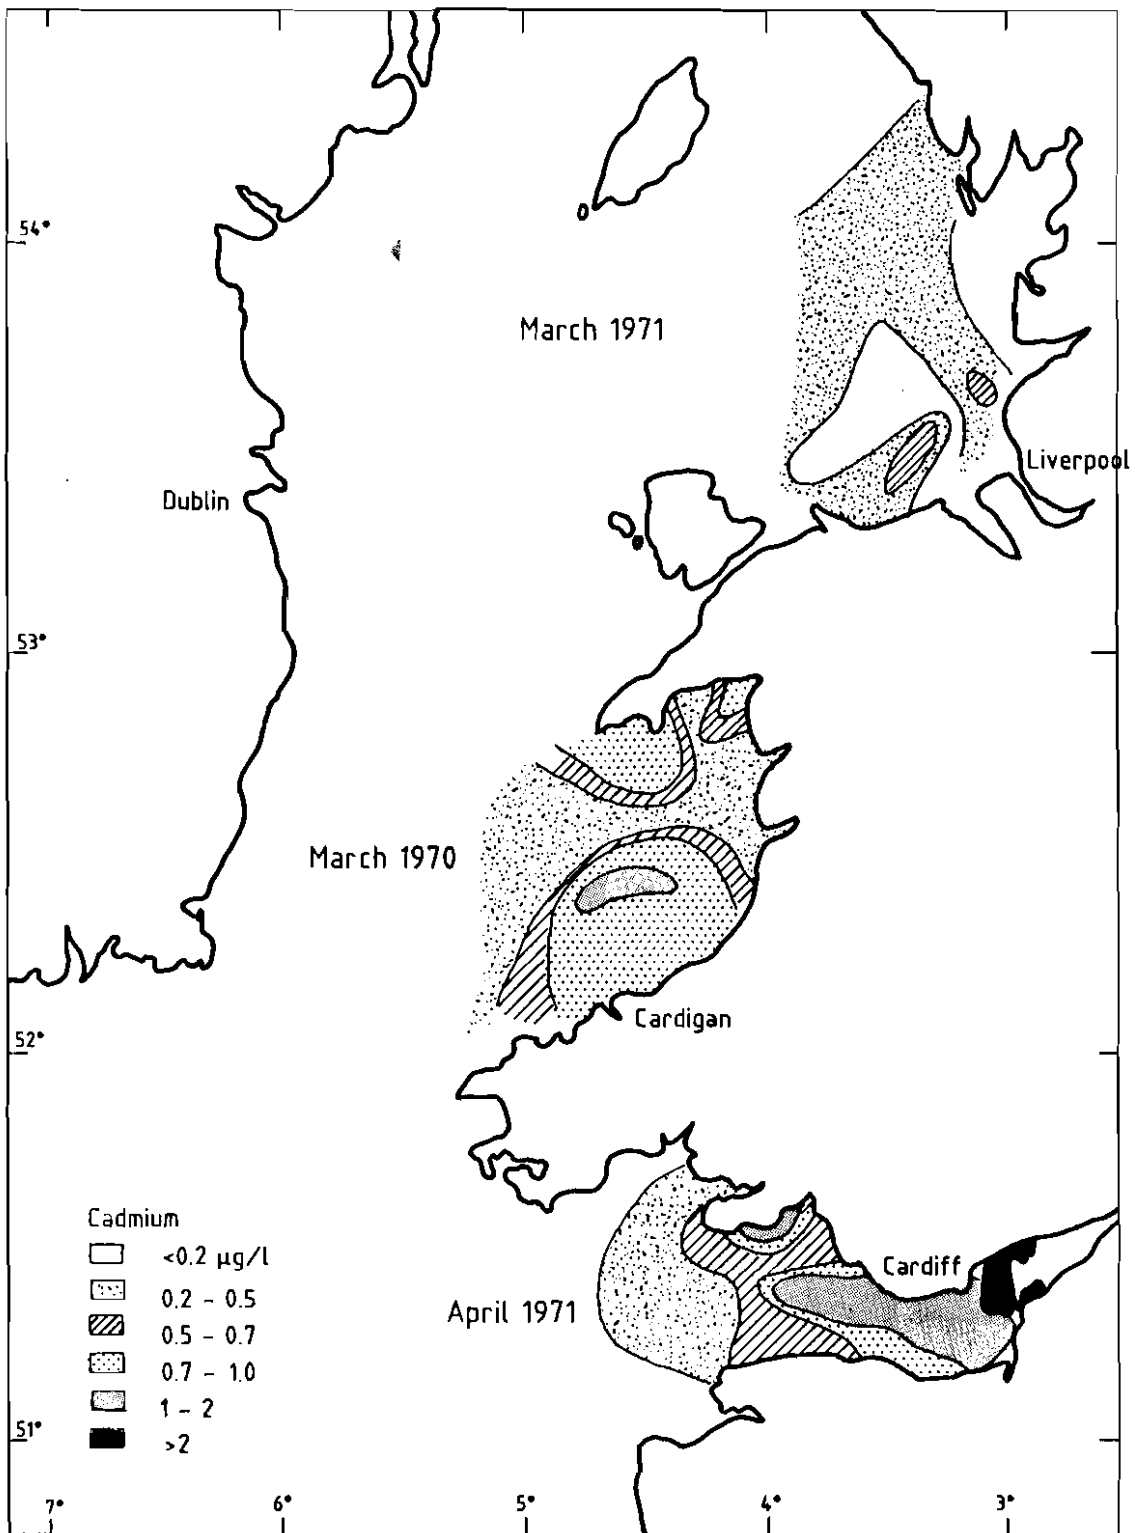 54°
March 1971
Liverpool
Dublin
53°
March 1970
Cardigan
52°
Cadmium
<0.2 µg/l
0.2 - 0.5
0.5 - 0.7
0.7 - 1.0
1 - 2
>2
Cardiff
April 1971
51°
7°
6°
5°
4°
3°